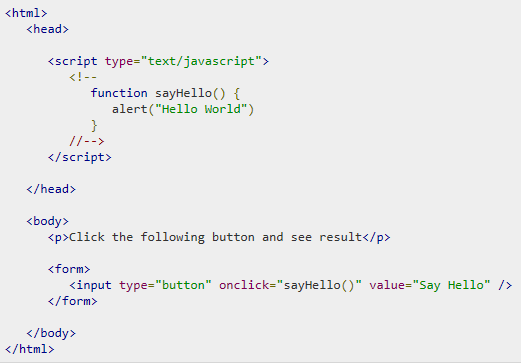 <html>
<head>
<script type="text/javascript">
<!--
function sayHello() {
alert("Hello World")
}
//-->
</script>
</head>
<body>
<p>Click the following button and see result</p>
<form>
<input type="button" onclick="sayHello()" value="Say Hello" />
</form>
</body>
</html>